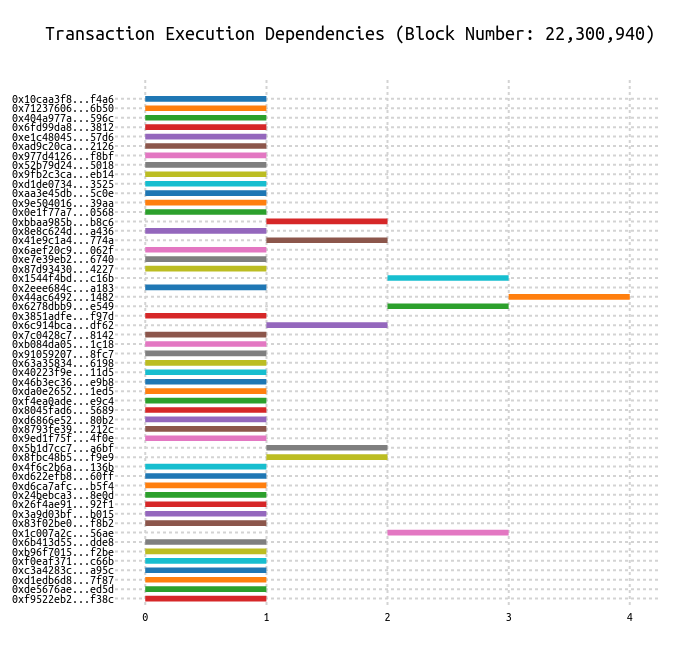 Transaction Execution Dependencies (Block Number: 22,300,940)
0x10caa3f8...f4a6
0x71237606...6b50
0x404a977a...596c
0x6fd99da8...3812
0xe1c48045...57d6
0xad9c20ca...2126
0x977d4126...f8bf
0x52b79d24...5018
0x9fb2c3ca...eb14
0xd1de0734...3525
0xaa3e45db...5c0e
0x9e504016...39aa
0x0e1f77a7...0568
0xbbaa985b...b8c6
0x8e8c624d...a436
0x41e9c1a4...774a
0x6aef20c9...062f
0xe7e39eb2...6740
0x87d93430...4227
0x1544f4bd...c16b
0x2eee684c...a183
0x44ac6492...1482
0x6278dbb9...e549
0x3851adfe...f97d
0x6c914bca...df62
0x7c0428c7...8142
0xb084da05...1c18
0x91059207...8fc7
0x63a35834...6198
0x40223f9e...11d5
0x46b3ec36...e9b8
0xda0e2652...1ed5
0xf4ea0ade...e9c4
0x8045fad6...5689
0xd6866e52...80b2
0x8793fe39...212c
0x9ed1f75f...4f0e
0x5b1d7cc7...a6bf
0x8fbc48b5...f9e9
0x4f6c2b6a...136b
0xd622efb8...60ff
0xd6ca7afc...b5f4
0x24bebca3...8e0d
0x26f4ae91...92f1
0x3a9d03bf...b015
0x83f02be0...f8b2
0x1c007a2c...56ae
0x6b413d55...dde8
0xb96f7015...f2be
0xf0eaf371...c66b
0xc3a4283c...a95c
0xd1edb6d8...7f87
0xde5676ae...ed5d
0xf9522eb2...f38c
0 1 2 3 4